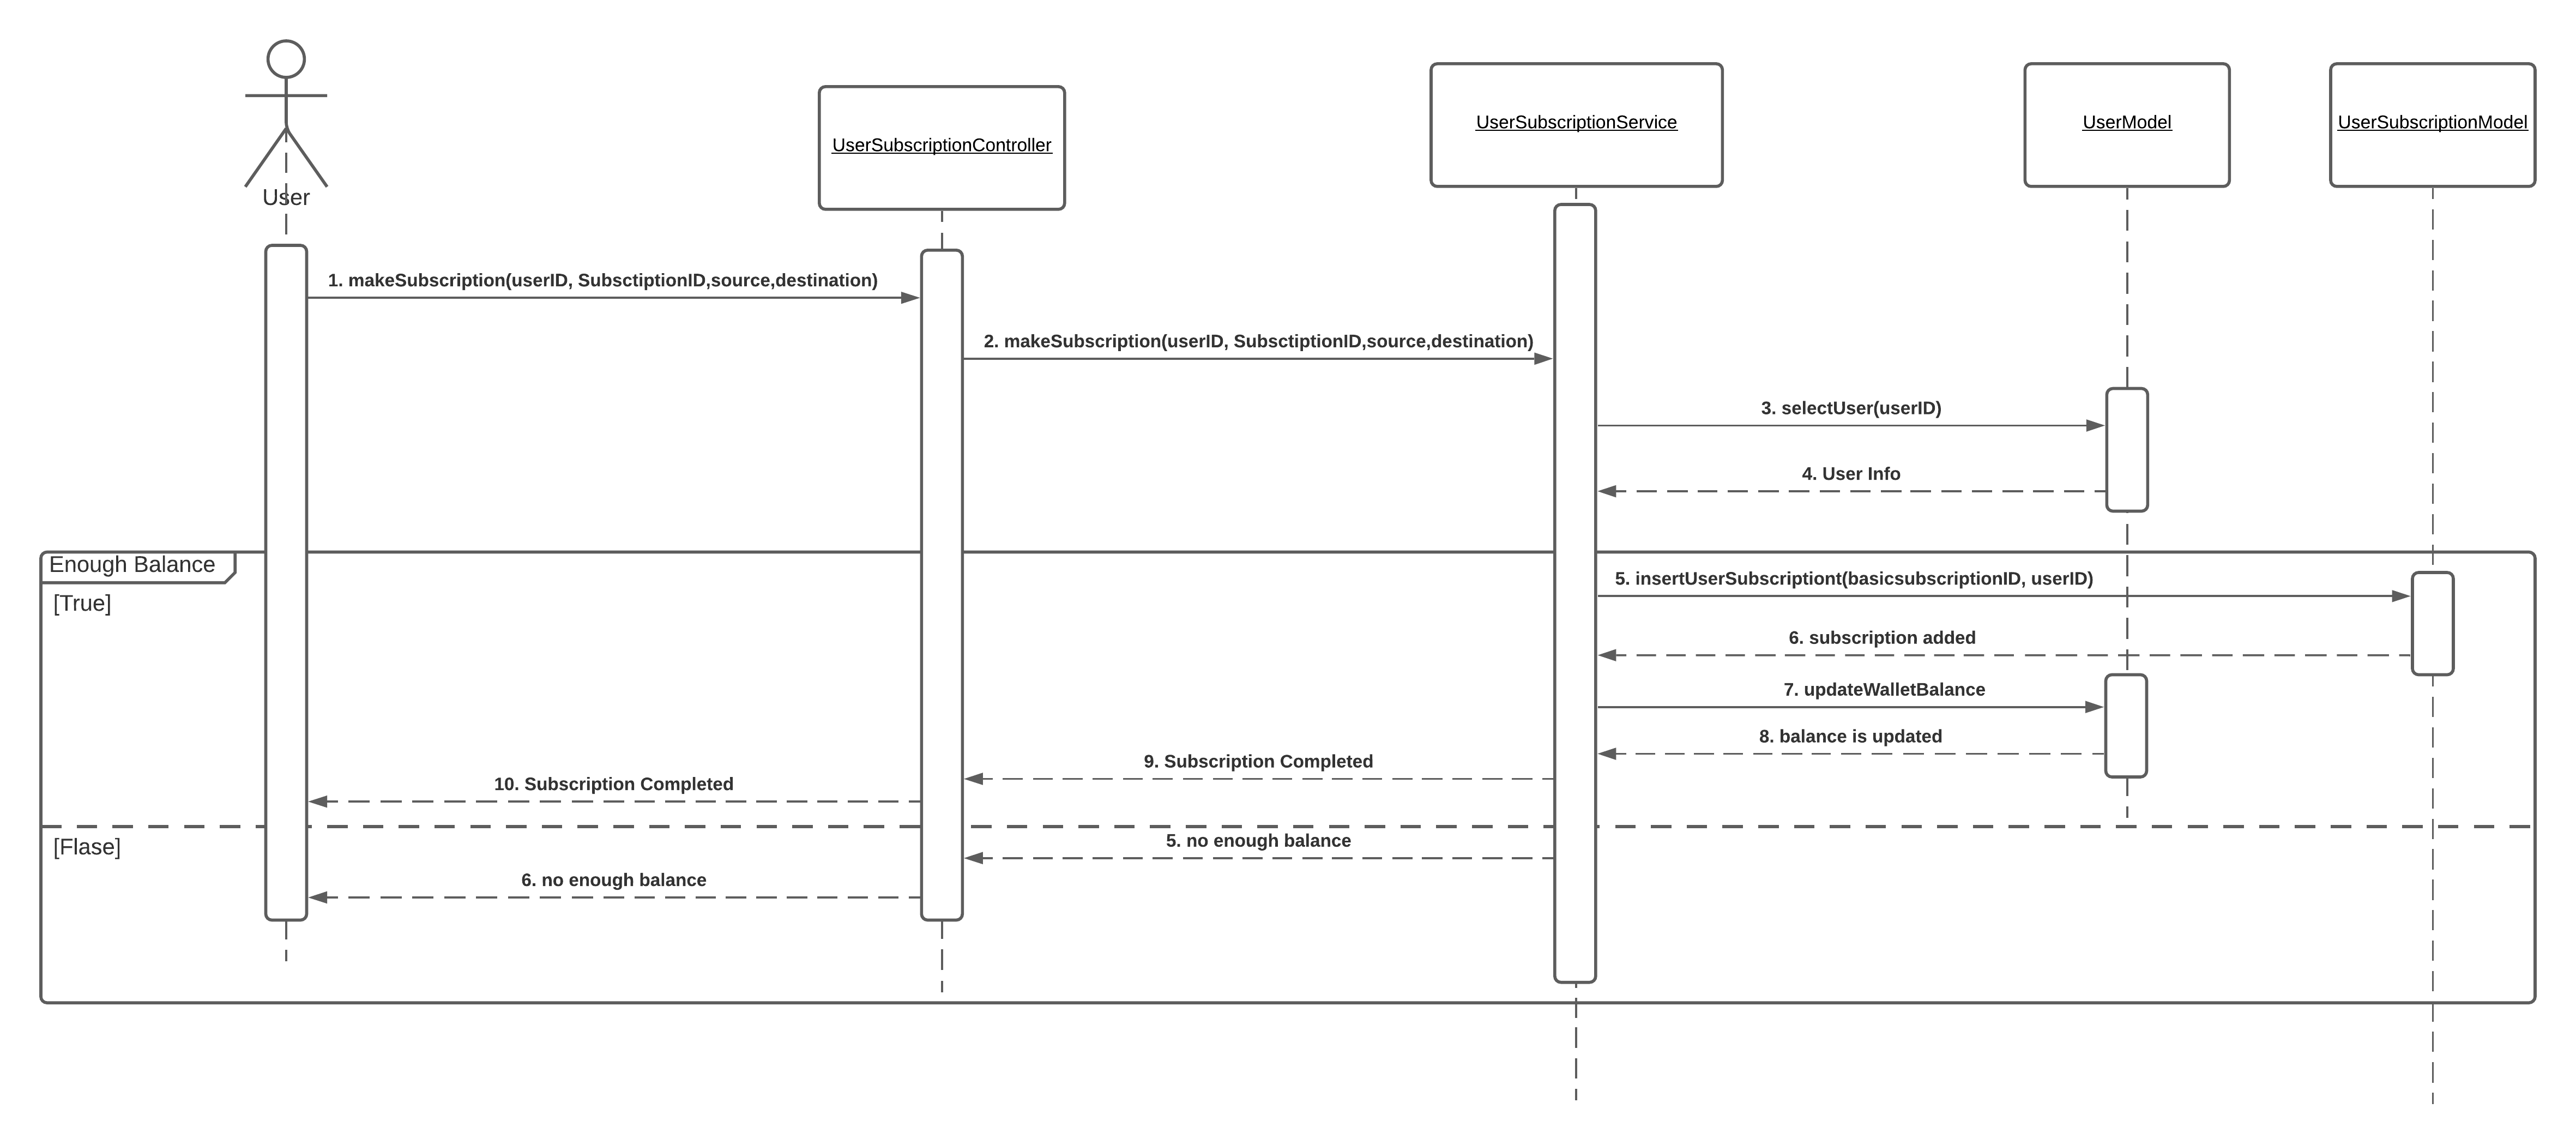 User
UserSubscriptionController
UserSubscriptionService
UserModel
UserSubscriptionModel
1. makeSubscription(userID, SubsctiptionID,source,destination)
2. makeSubscription(userID, SubsctiptionID,source,destination)
3. selectUser(userID)
4. User Info
Enough Balance
[True]
5. insertUserSubscriptiont(basicsubscriptionID, userID)
6. subscription added
7. updateWalletBalance
8. balance is updated
9. Subscription Completed
10. Subscription Completed
[Flase]
5. no enough balance
6. no enough balance